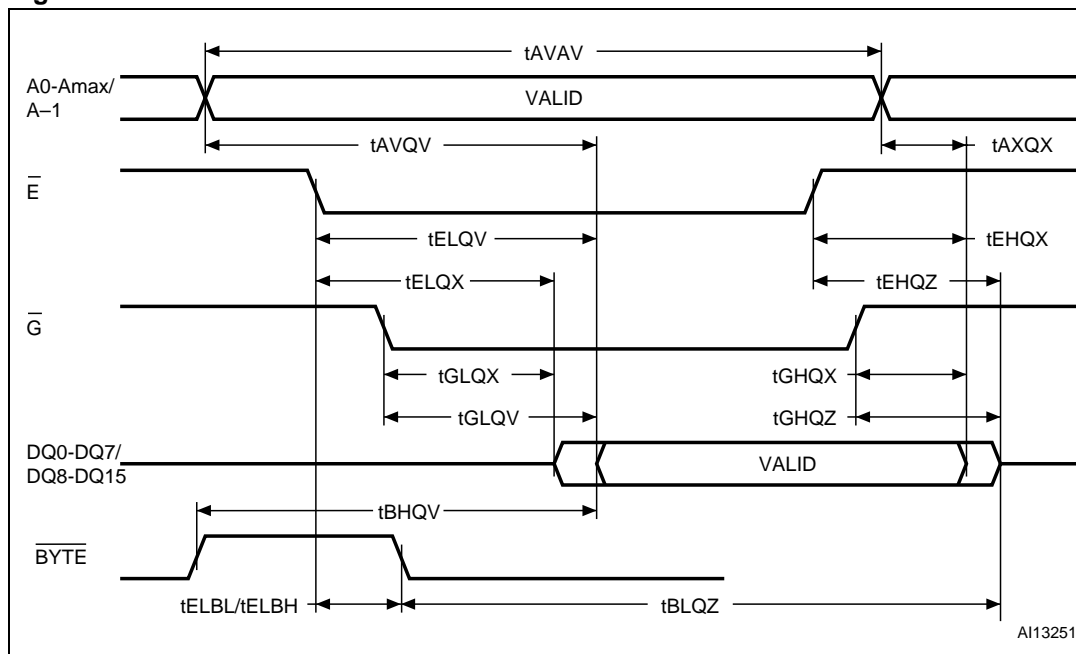 tAVAV
A0-Amax/
A–1
VALID
tAVQV
tAXQX
E
tELQV
tEHQX
tELQX
tEHQZ
G
tGLQX
tGHQX
tGLQV
tGHQZ
DQ0-DQ7/
DQ8-DQ15
VALID
tBHQV
BYTE
tELBL/tELBH
tBLQZ
AI13251